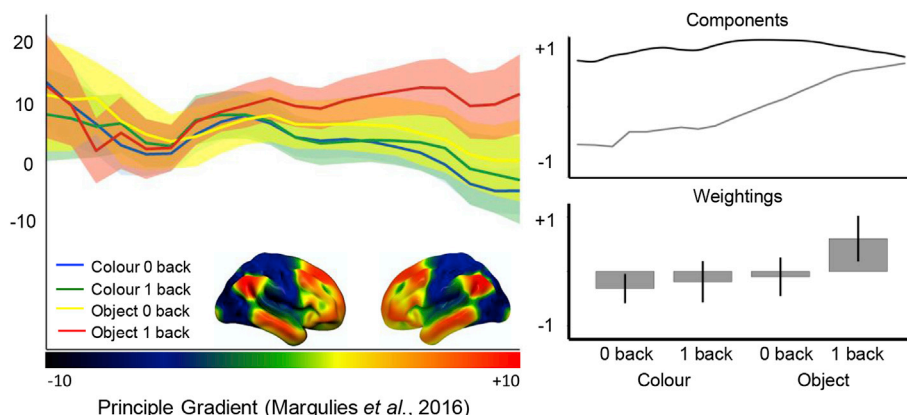 20
10
0
-10
Colour 0 back
Colour 1 back
Object 0 back
Object 1 back
-10
+10
Principle Gradient (Margulies et al., 2016)
Components
+1
-1
Weightings
+1
-1
0 back 1 back 0 back 1 back
Colour Object